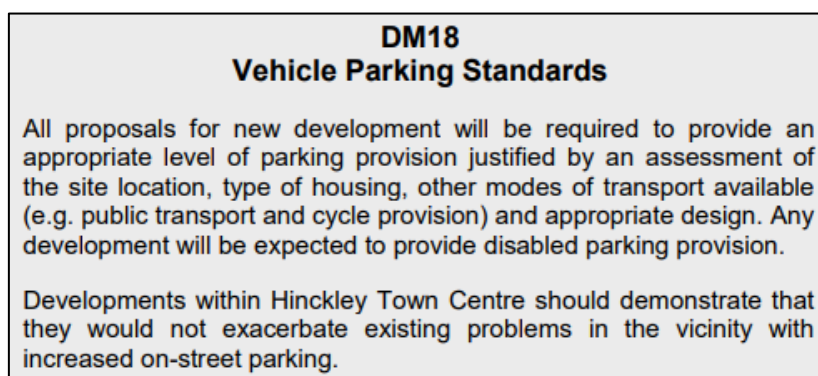 DM18
Vehicle Parking Standards
All proposals for new development will be required to provide an
appropriate level of parking provision justified by an assessment of
the site location, type of housing, other modes of transport available
(e.g. public transport and cycle provision) and appropriate design. Any
development will be expected to provide disabled parking provision.
Developments within Hinckley Town Centre should demonstrate that
they would not exacerbate existing problems in the vicinity with
increased on-street parking.